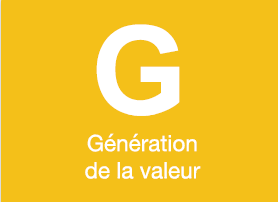 G
Génération
de la valeur